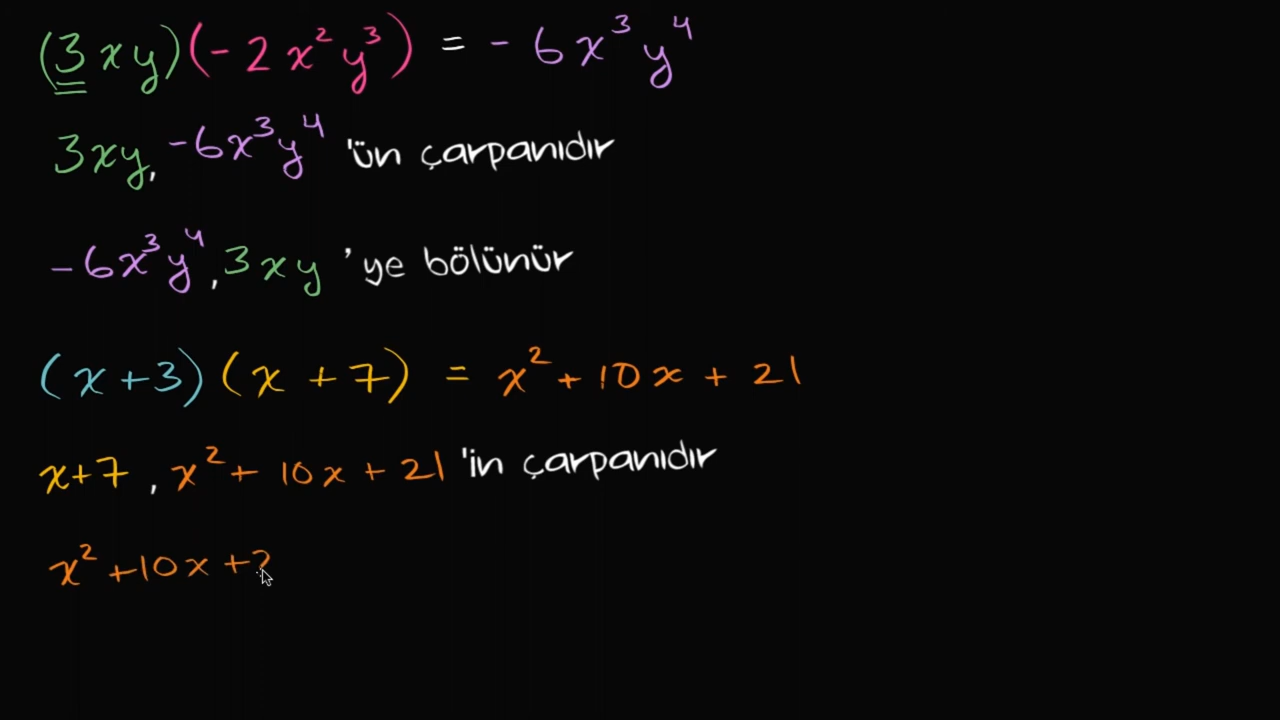 (3xy)(-2x²y³) = -6x³y⁴
3xy, -6x³y⁴ 'ün çarpanıdır
-6x³y⁴, 3xy 'ye bölünür
(x+3)(x+7) = x²+10x+21
x+7, x²+10x+21 'in çarpanıdır
x²+10x+